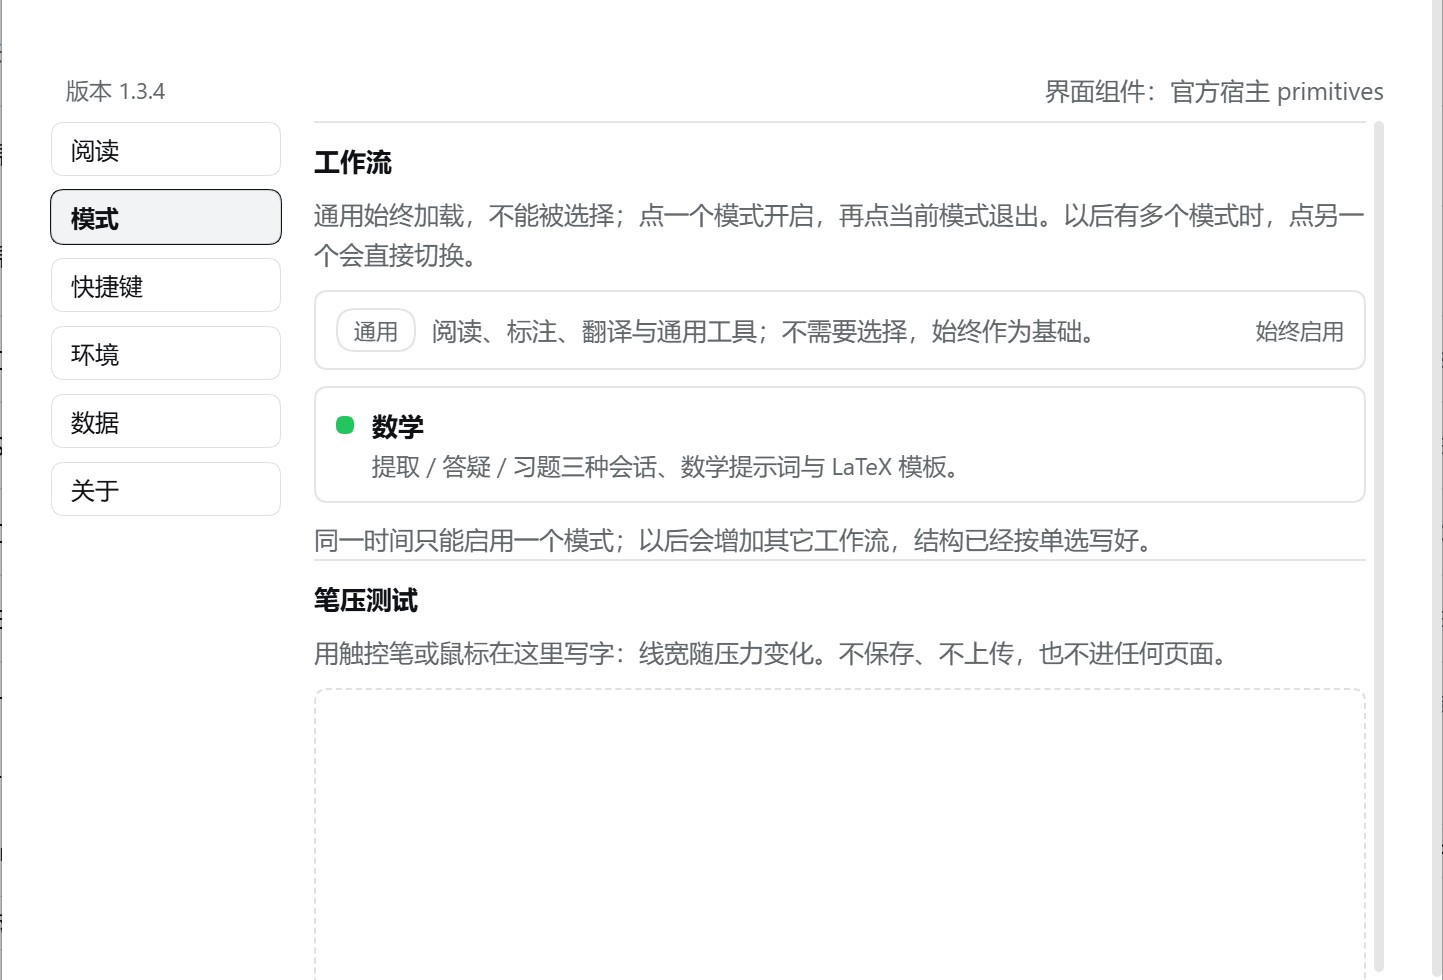 版本 1.3.4
界面组件：官方宿主 primitives
阅读
模式
快捷键
环境
数据
关于
工作流
通用始终加载，不能被选择；点一个模式开启，再点当前模式退出。以后有多个模式时，点另一
个会直接切换。
通用 阅读、标注、翻译与通用工具；不需要选择，始终作为基础。 始终启用
数学
提取 / 答疑 / 习题三种会话、数学提示词与 LaTeX 模板。
同一时间只能启用一个模式；以后会增加其它工作流，结构已经按单选写好。
笔压测试
用触控笔或鼠标在这里写字：线宽随压力变化。不保存、不上传，也不进任何页面。